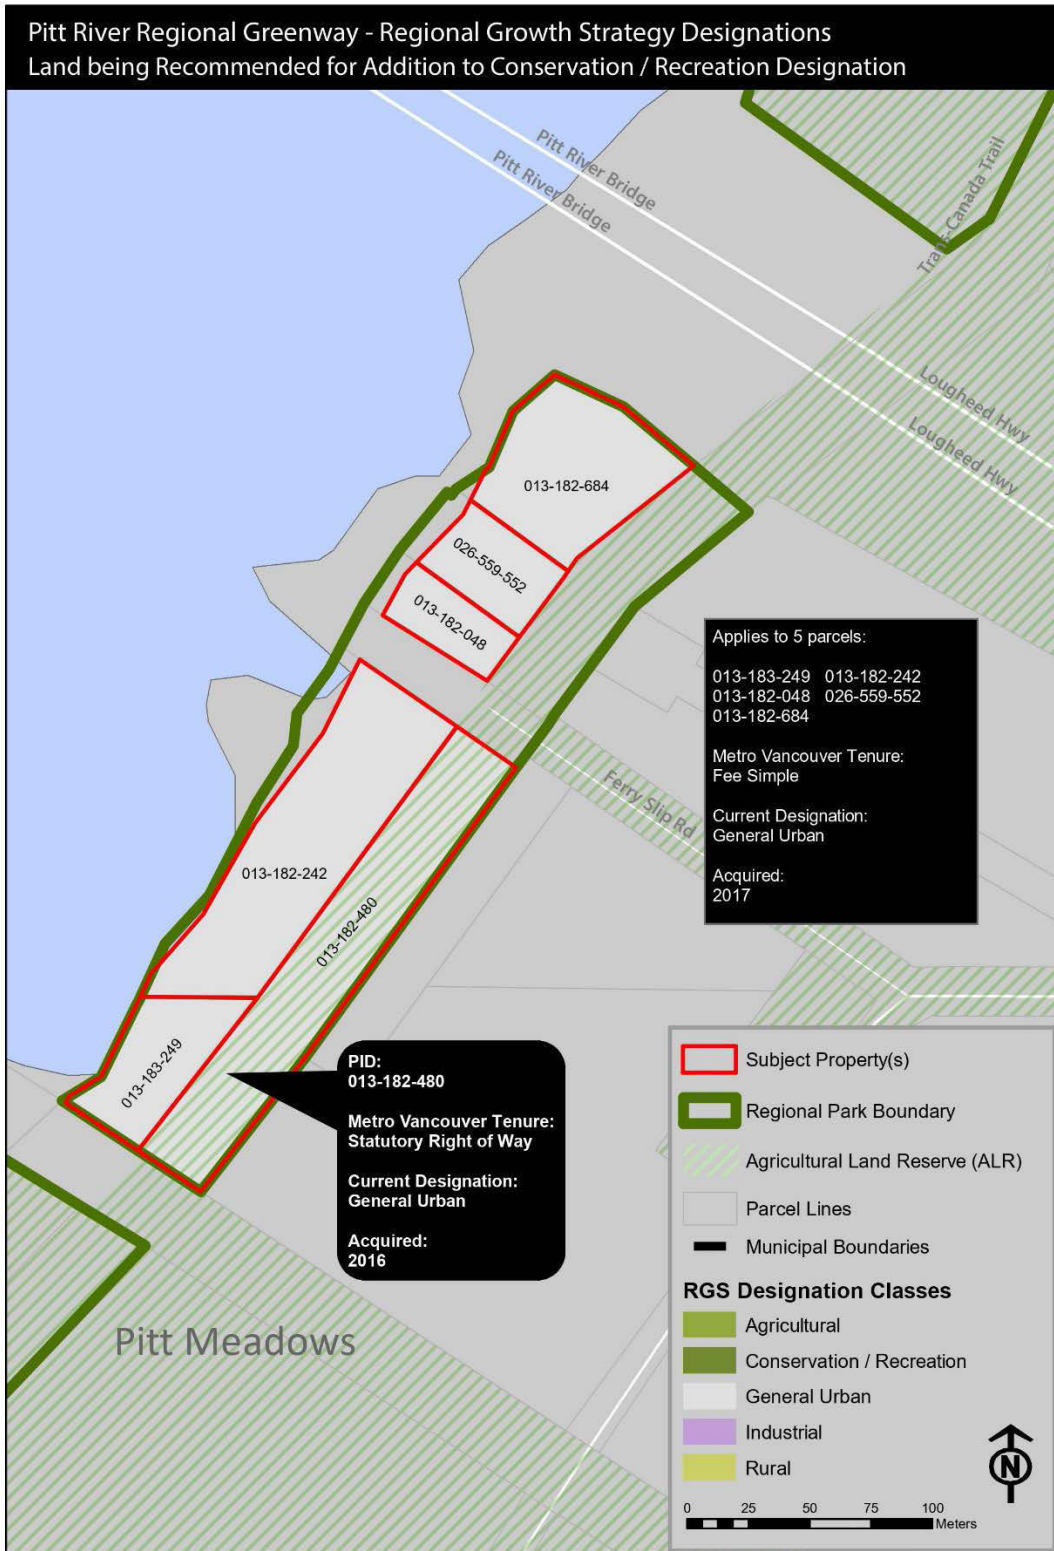 Pitt River Regional Greenway - Regional Growth Strategy Designations
Land being Recommended for Addition to Conservation / Recreation Designation
Pitt River Bridge
Pitt River Bridge
Trans-Canada Trail
Lougheed Hwy
Lougheed Hwy
013-182-684
026-559-552
013-182-048
Applies to 5 parcels:
013-183-249 013-182-242
013-182-048 026-559-552
013-182-684
Metro Vancouver Tenure:
Fee Simple
Current Designation:
General Urban
Acquired:
2017
Ferry Slip Rd
013-182-242
013-182-480
013-183-249
PID:
013-182-480
Metro Vancouver Tenure:
Statutory Right of Way
Current Designation:
General Urban
Acquired:
2016
Pitt Meadows
Subject Property(s)
Regional Park Boundary
Agricultural Land Reserve (ALR)
Parcel Lines
Municipal Boundaries
RGS Designation Classes
Agricultural
Conservation / Recreation
General Urban
Industrial
Rural
N
0 25 50 75 100
Meters